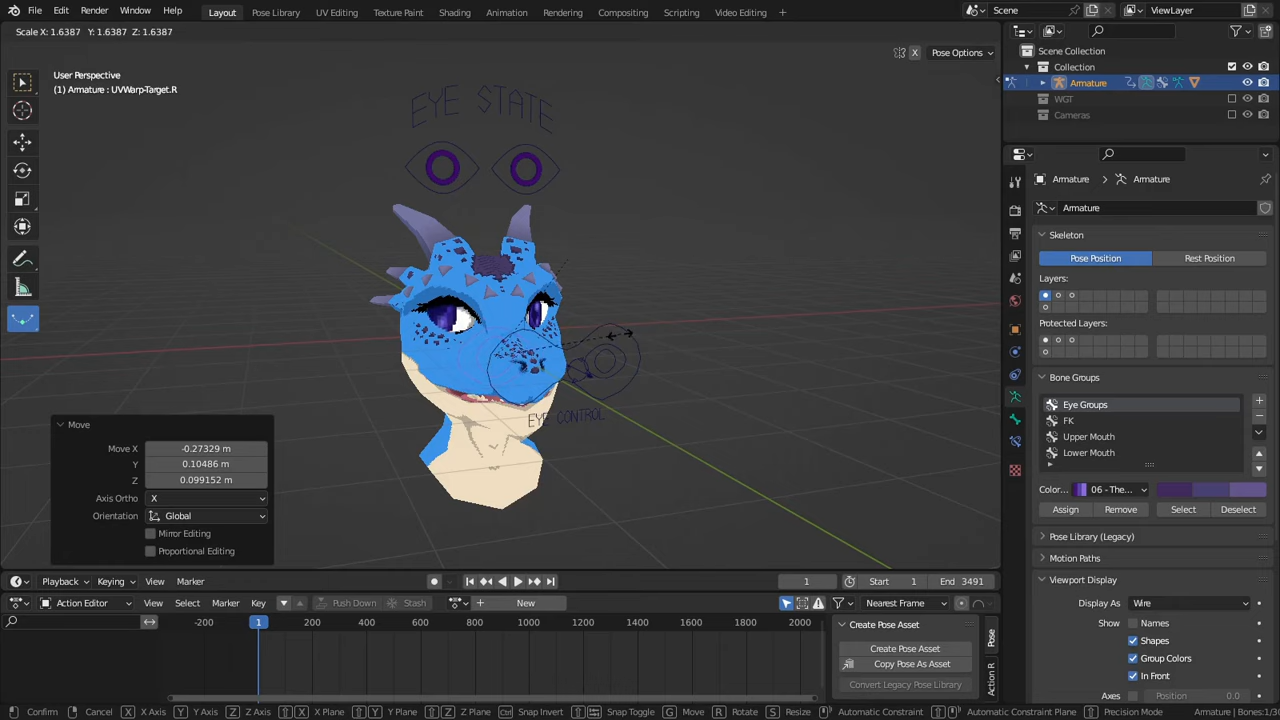 File Edit Render Window Help Layout Pose Library UV Editing Texture Paint Shading Animation Rendering Compositing Scripting Video Editing + Scene ViewLayer
Scale X: 1.6387 Y: 1.6387 Z: 1.6387
X Pose Options
User Perspective
(1) Armature : UVWarp-Target.R
EYE STATE
EYE CONTROL
Move
Move X -0.27329 m
Y 0.10486 m
Z 0.099152 m
Axis Ortho X
Orientation Global
Mirror Editing
Proportional Editing
Scene Collection
Collection
Armature
WGT
Cameras
Armature Armature
Armature
Skeleton
Pose Position Rest Position
Layers:
Protected Layers:
Bone Groups
Eye Groups
FK
Upper Mouth
Lower Mouth
Color... 06 - The...
Assign Remove Select Deselect
Pose Library (Legacy)
Motion Paths
Viewport Display
Display As Wire
Show Names
Shapes
Group Colors
In Front
Axes Position 0.0
Playback Keying View Marker 1 Start 1 End 3491
Action Editor View Select Marker Key Push Down Stash New Nearest Frame
-200 1 200 400 600 800 1000 1200 1400 1600 1800 2000
Create Pose Asset
Create Pose Asset
Copy Pose As Asset
Convert Legacy Pose Library
Pose
Action R
Confirm Cancel X X Axis Y Y Axis Z Z Axis X X Plane Y Y Plane Z Z Plane Snap Invert Snap Toggle G Move R Rotate S Resize Automatic Constraint Automatic Constraint Plane Precision Mode Armature | Bones:1/3